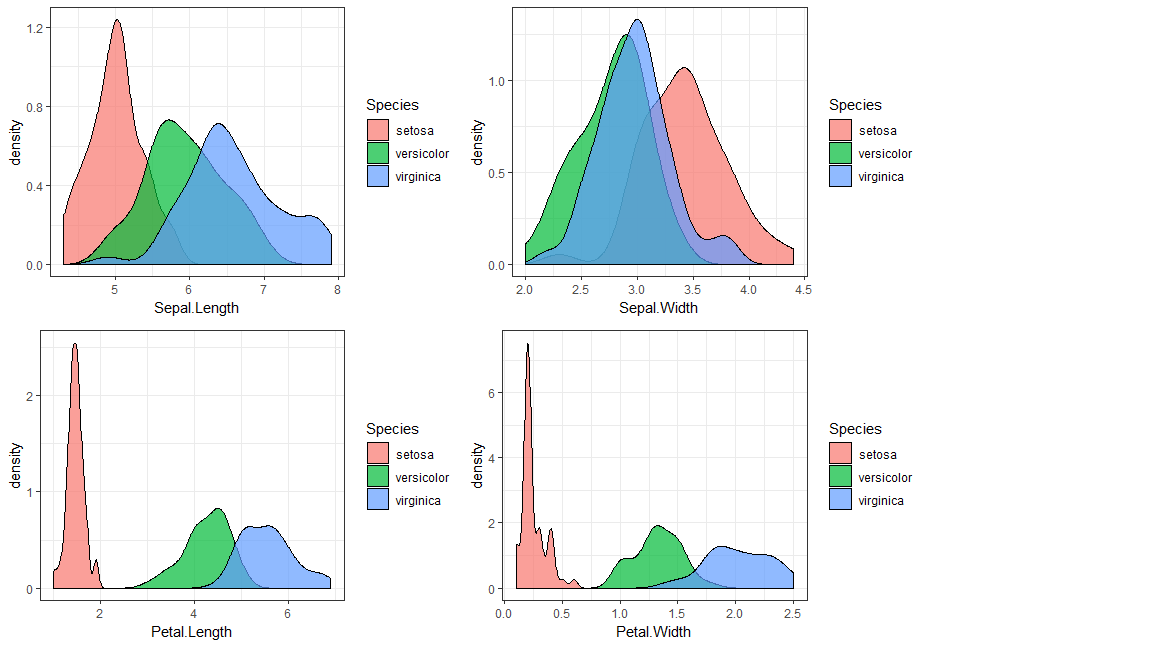 density
1.2
0.8
0.4
0.0
5 6 7 8
Sepal.Length
Species
setosa
versicolor
virginica
density
1.0
0.5
0.0
2.0 2.5 3.0 3.5 4.0 4.5
Sepal.Width
Species
setosa
versicolor
virginica
density
2
1
0
2 4 6
Petal.Length
Species
setosa
versicolor
virginica
density
6
4
2
0
0.0 0.5 1.0 1.5 2.0 2.5
Petal.Width
Species
setosa
versicolor
virginica